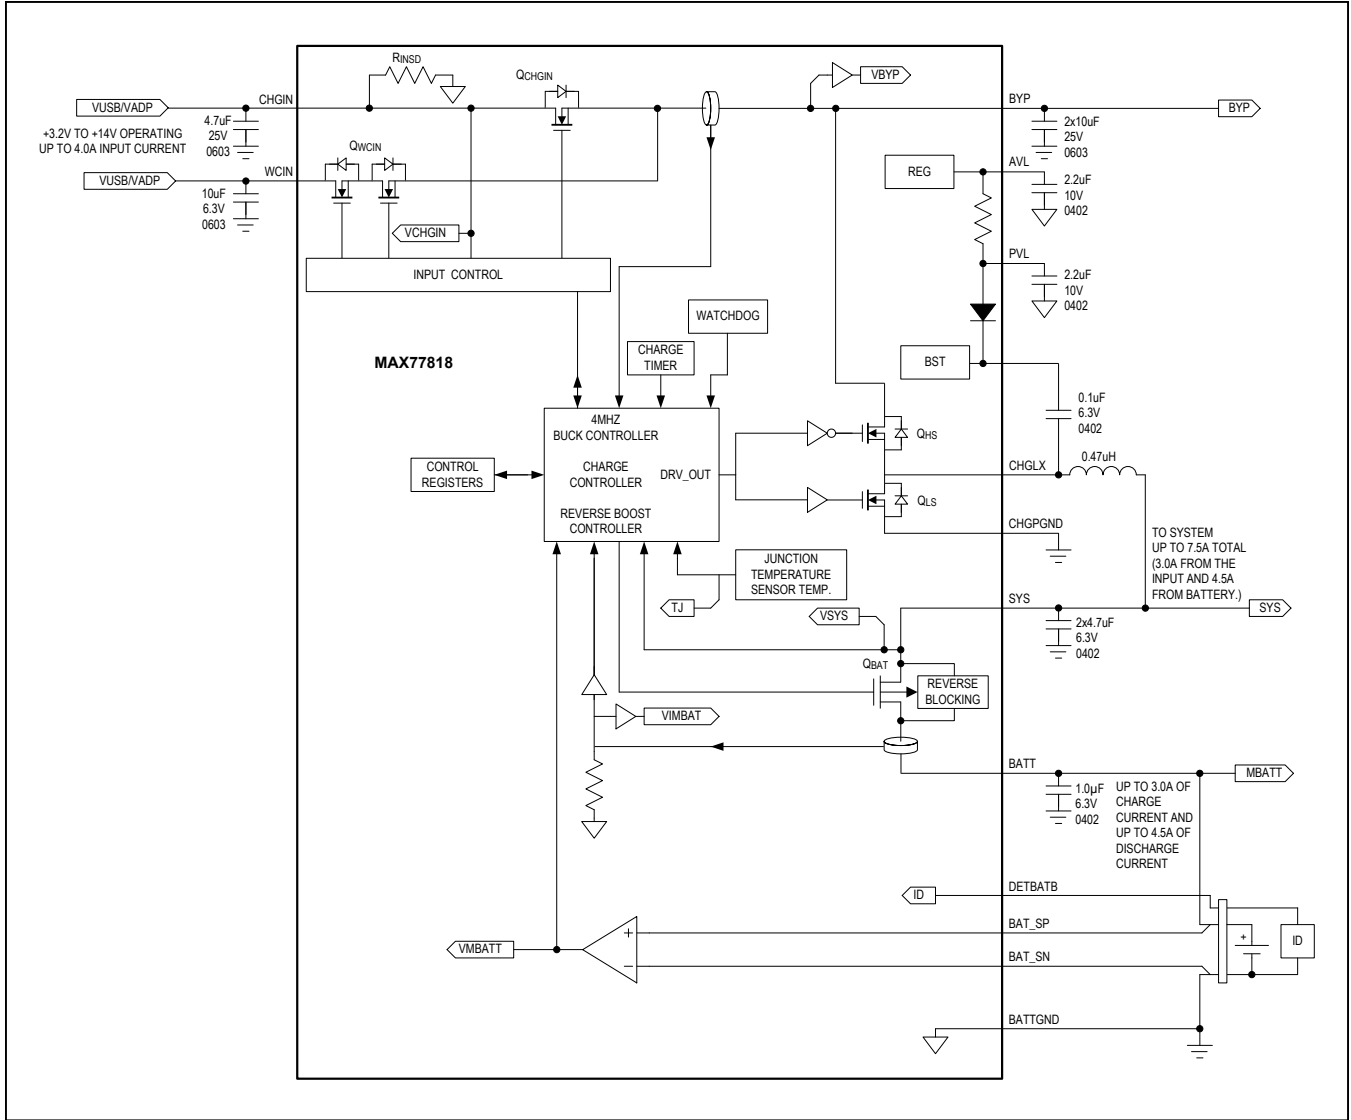 RINSD
QCHGIN
VBYP
VUSB/VADP
CHGIN
BYP
BYP
+3.2V TO +14V OPERATING
UP TO 4.0A INPUT CURRENT
4.7uF
25V
0603
2x10uF
25V
0603
QWCIN
VUSB/VADP
WCIN
10uF
6.3V
0603
REG
AVL
2.2uF
10V
0402
VCHGIN
INPUT CONTROL
PVL
2.2uF
10V
0402
WATCHDOG
MAX77818
CHARGE
TIMER
BST
0.1uF
6.3V
0402
4MHZ
BUCK CONTROLLER
CHARGE
CONTROLLER
REVERSE BOOST
CONTROLLER
DRV_OUT
CONTROL
REGISTERS
QHS
CHGLX
0.47uH
QLS
CHGPGND
TO SYSTEM
UP TO 7.5A TOTAL
(3.0A FROM THE
INPUT AND 4.5A
FROM BATTERY.)
JUNCTION
TEMPERATURE
SENSOR TEMP.
TJ
VSYS
SYS
SYS
2x4.7uF
6.3V
0402
QBAT
REVERSE
BLOCKING
VIMBAT
BATT
MBATT
1.0µF
6.3V
0402
UP TO 3.0A OF
CHARGE
CURRENT AND
UP TO 4.5A OF
DISCHARGE
CURRENT
ID
DETBATB
BAT_SP
VMBATT
+
−
+
ID
BAT_SN
BATTGND